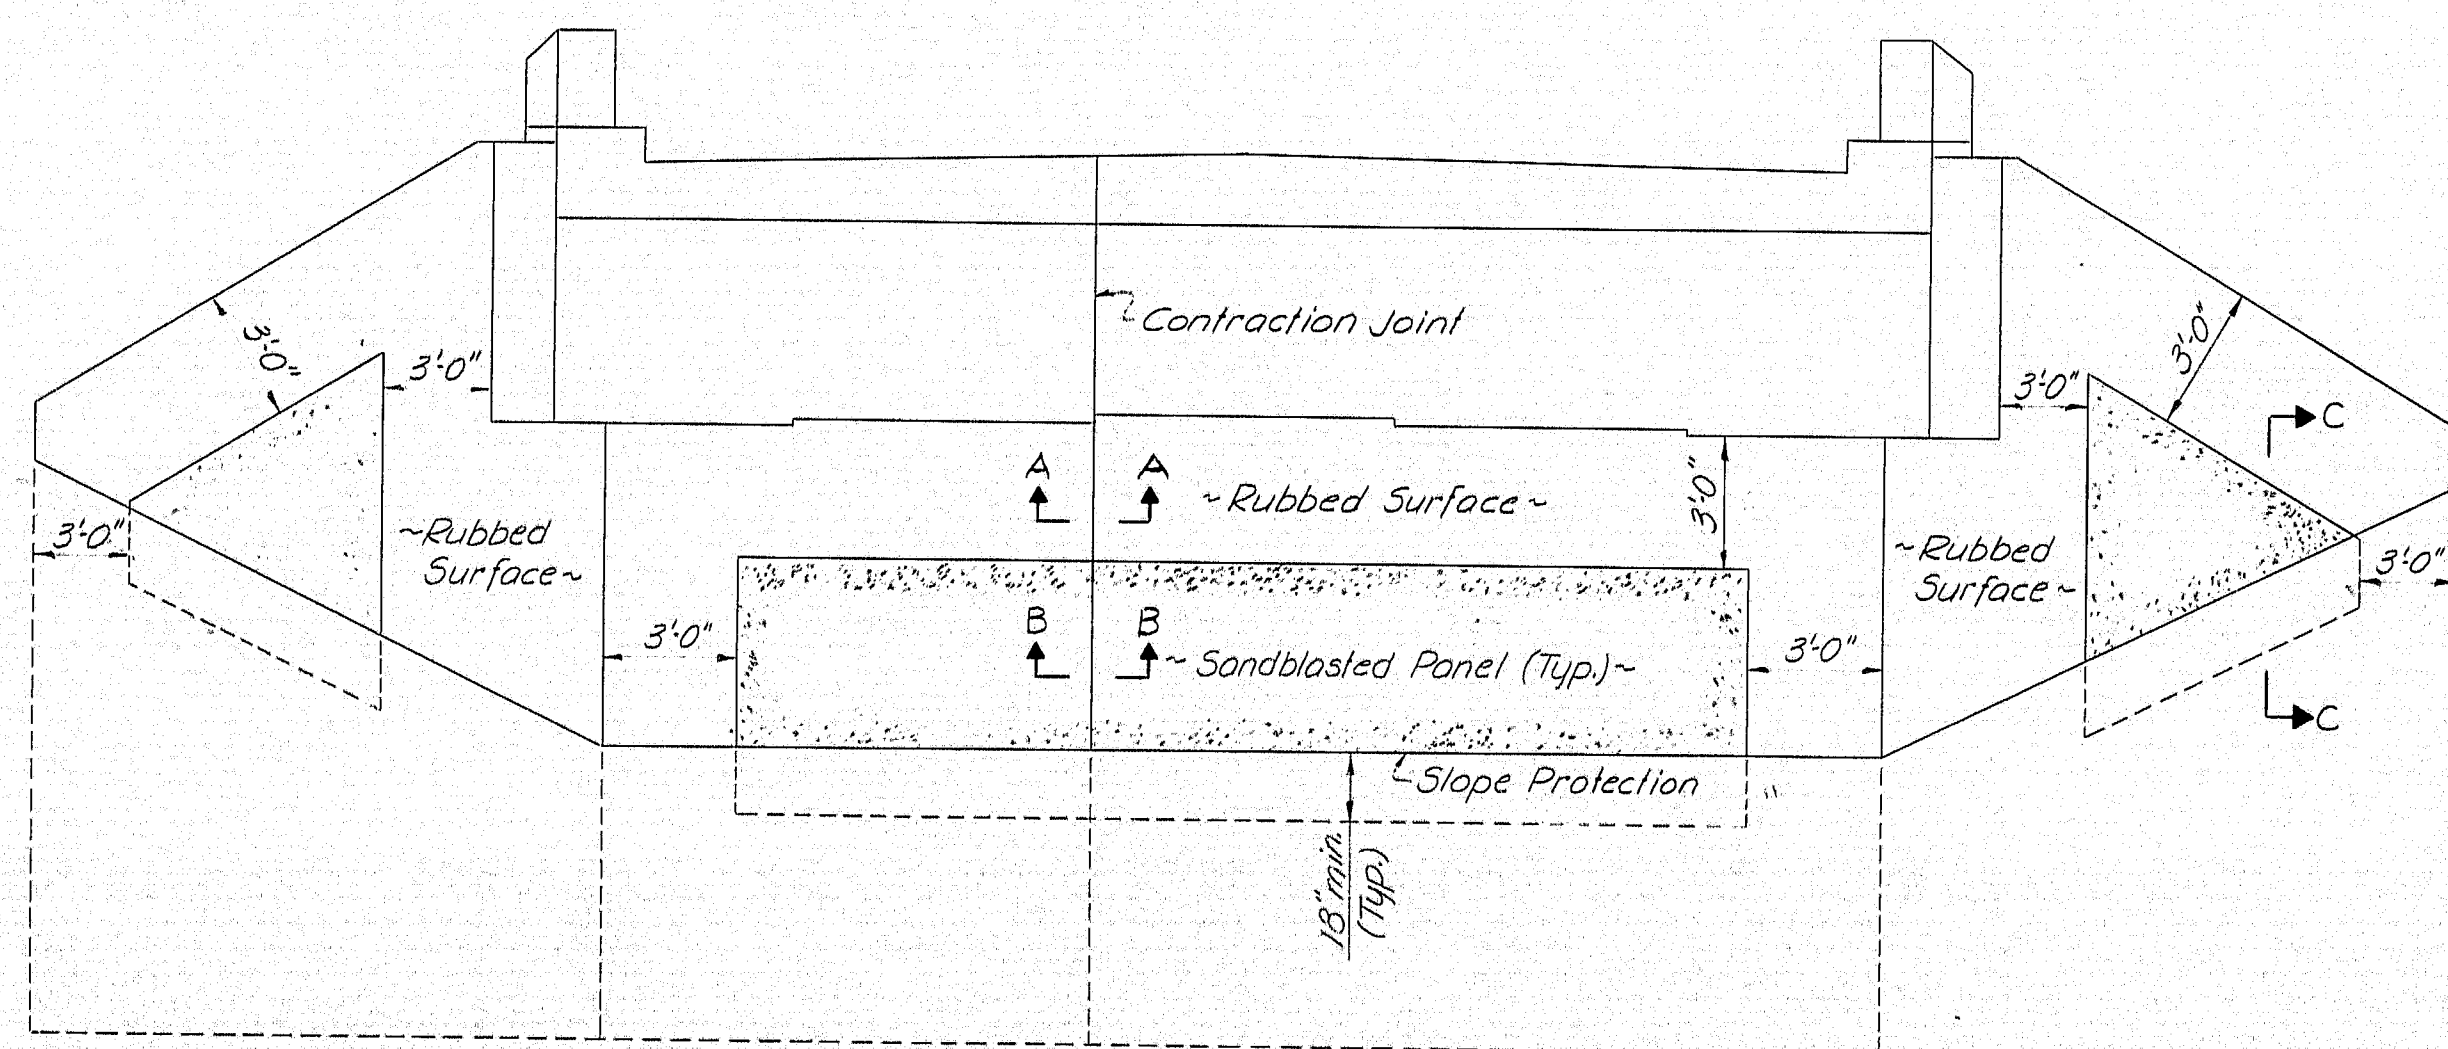 Contraction Joint
3'-0"
3'-0"
3'-0"
3'-0"
C
A
A
~Rubbed Surface~
3'-0"
3'-0"
~Rubbed
Surface~
~Rubbed
Surface~
3'-0"
B
B
3'-0"
~Sandblasted Panel (Typ.)~
3'-0"
C
Slope Protection
18"min.
(Typ.)